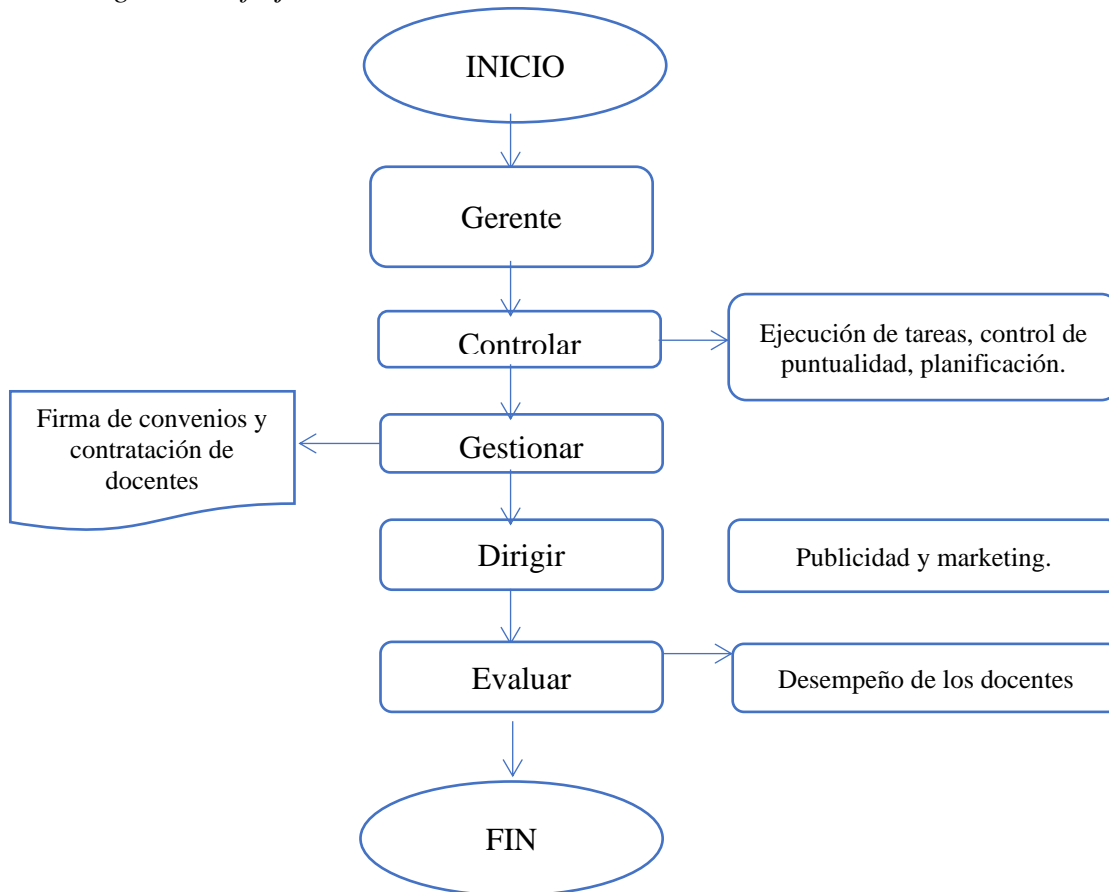 INICIO
Gerente
Controlar
Ejecución de tareas, control de
puntualidad, planificación.
Firma de convenios y
contratación de
docentes
Gestionar
Dirigir
Publicidad y marketing.
Evaluar
Desempeño de los docentes
FIN